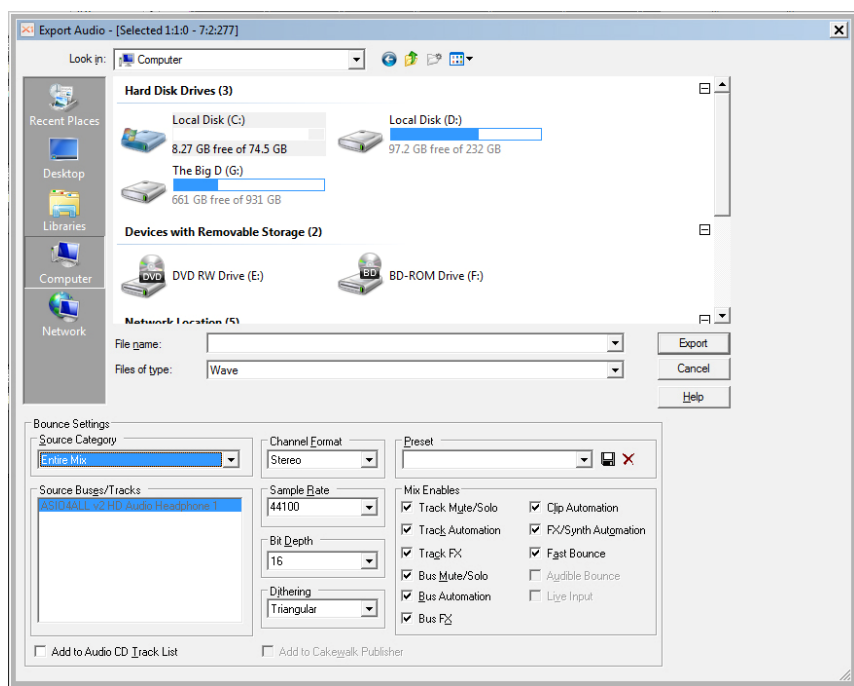 Export Audio - [Selected 1:1:0 - 7:2:277]
Look in: Computer
Recent Places
Desktop
Libraries
Computer
Network
Hard Disk Drives (3)
Local Disk (C:)
8.27 GB free of 74.5 GB
Local Disk (D:)
97.2 GB free of 232 GB
The Big D (G:)
661 GB free of 931 GB
Devices with Removable Storage (2)
DVD
DVD RW Drive (E:)
BD
BD-ROM Drive (F:)
Network Location (5)
File name:
Export
Files of type: Wave
Cancel
Help
Bounce Settings
Source Category
Entire Mix
Source Buses/Tracks
ASIO4ALL v2 HD Audio Headphone 1
Channel Format
Stereo
Sample Rate
44100
Bit Depth
16
Dithering
Triangular
Preset
Mix Enables
Track Mute/Solo
Track Automation
Track FX
Bus Mute/Solo
Bus Automation
Bus FX
Clip Automation
FX/Synth Automation
Fast Bounce
Audible Bounce
Live Input
Add to Audio CD Track List
Add to Cakewalk Publisher